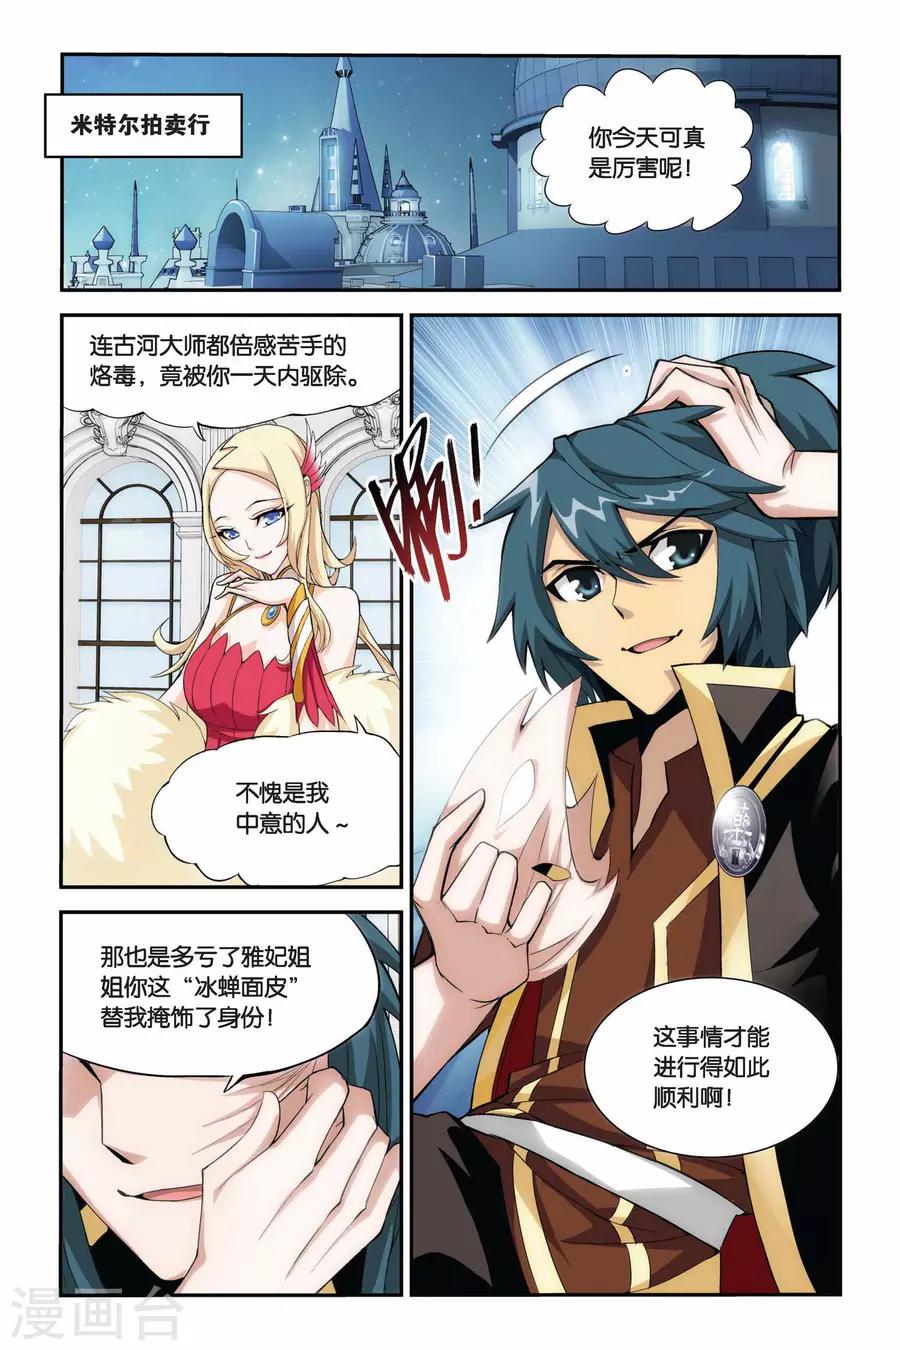 米特尔拍卖行
你今天可真
是厉害呢！
连古河大师都倍感苦手的
烙毒，竟被你一天内驱除。
不愧是我
中意的人～
唰！
那也是多亏了雅妃姐
姐你这“冰蝉面皮”
替我掩饰了身份！
这事情才能
进行得如此
顺利啊！
漫画台